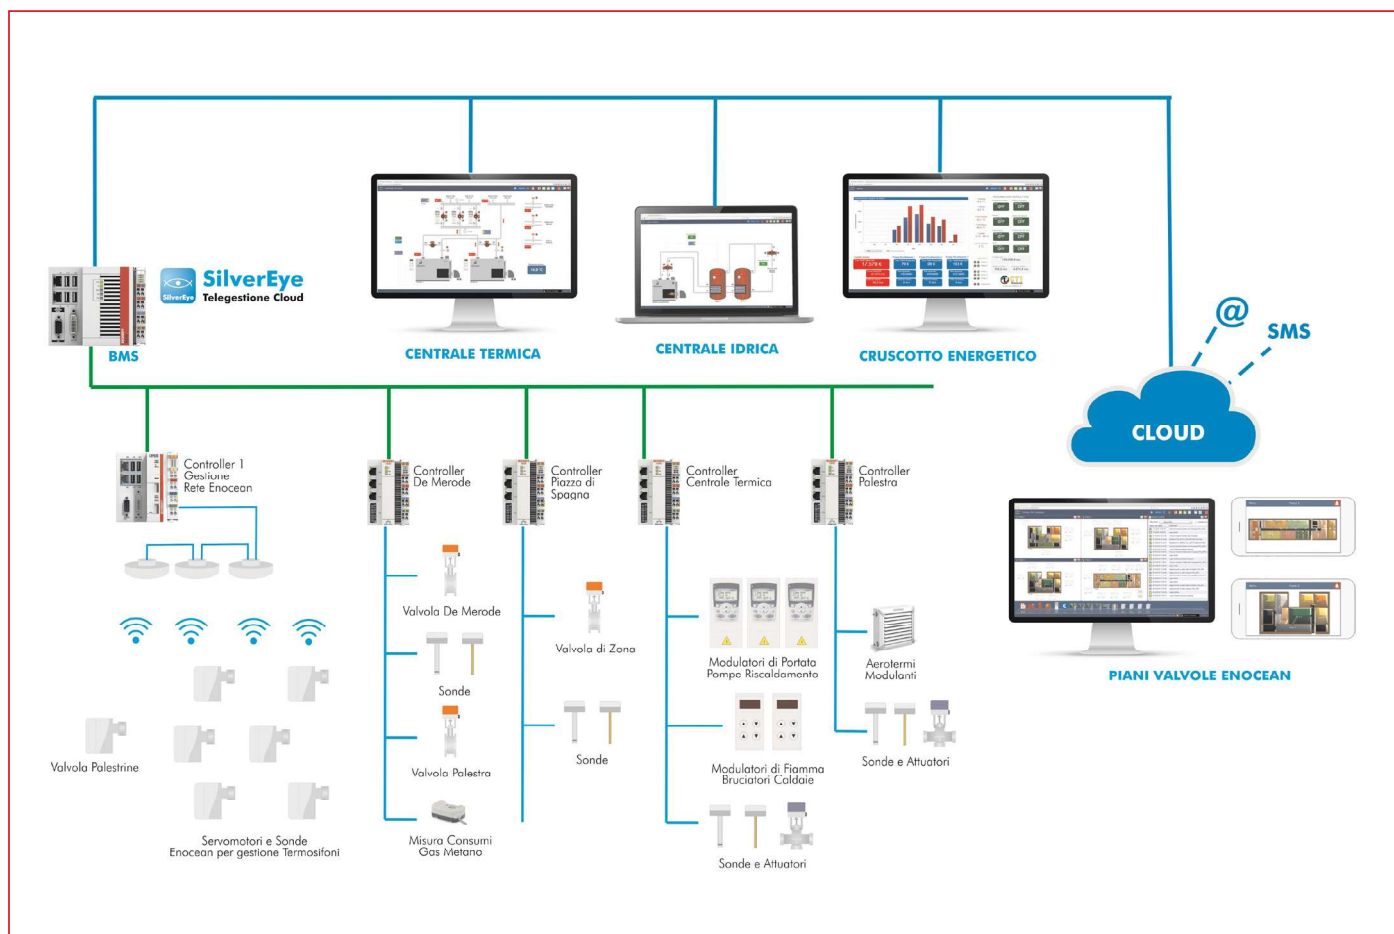 SilverEye
SilverEye
Telegestione Cloud
BMS
CENTRALE TERMICA
CENTRALE IDRICA
CRUSCOTTO ENERGETICO
@
SMS
CLOUD
Controller 1
Gestione
Rete Enocean
Controller
De Merode
Controller
Piazza di
Spagna
Controller
Centrale Termica
Controller
Palestra
Valvola De Merode
Sonde
Valvola Palestra
Misura Consumi
Gas Metano
Valvola di Zona
Sonde
Modulatori di Portata
Pompe Riscaldamento
Modulatori di Fiamma
Bruciatori Caldaie
Sonde e Attuatori
Aerotermi
Modulanti
Sonde e Attuatori
PIANI VALVOLE ENOCEAN
Valvola Palestrine
Servomotori e Sonde
Enocean per gestione Termosifoni